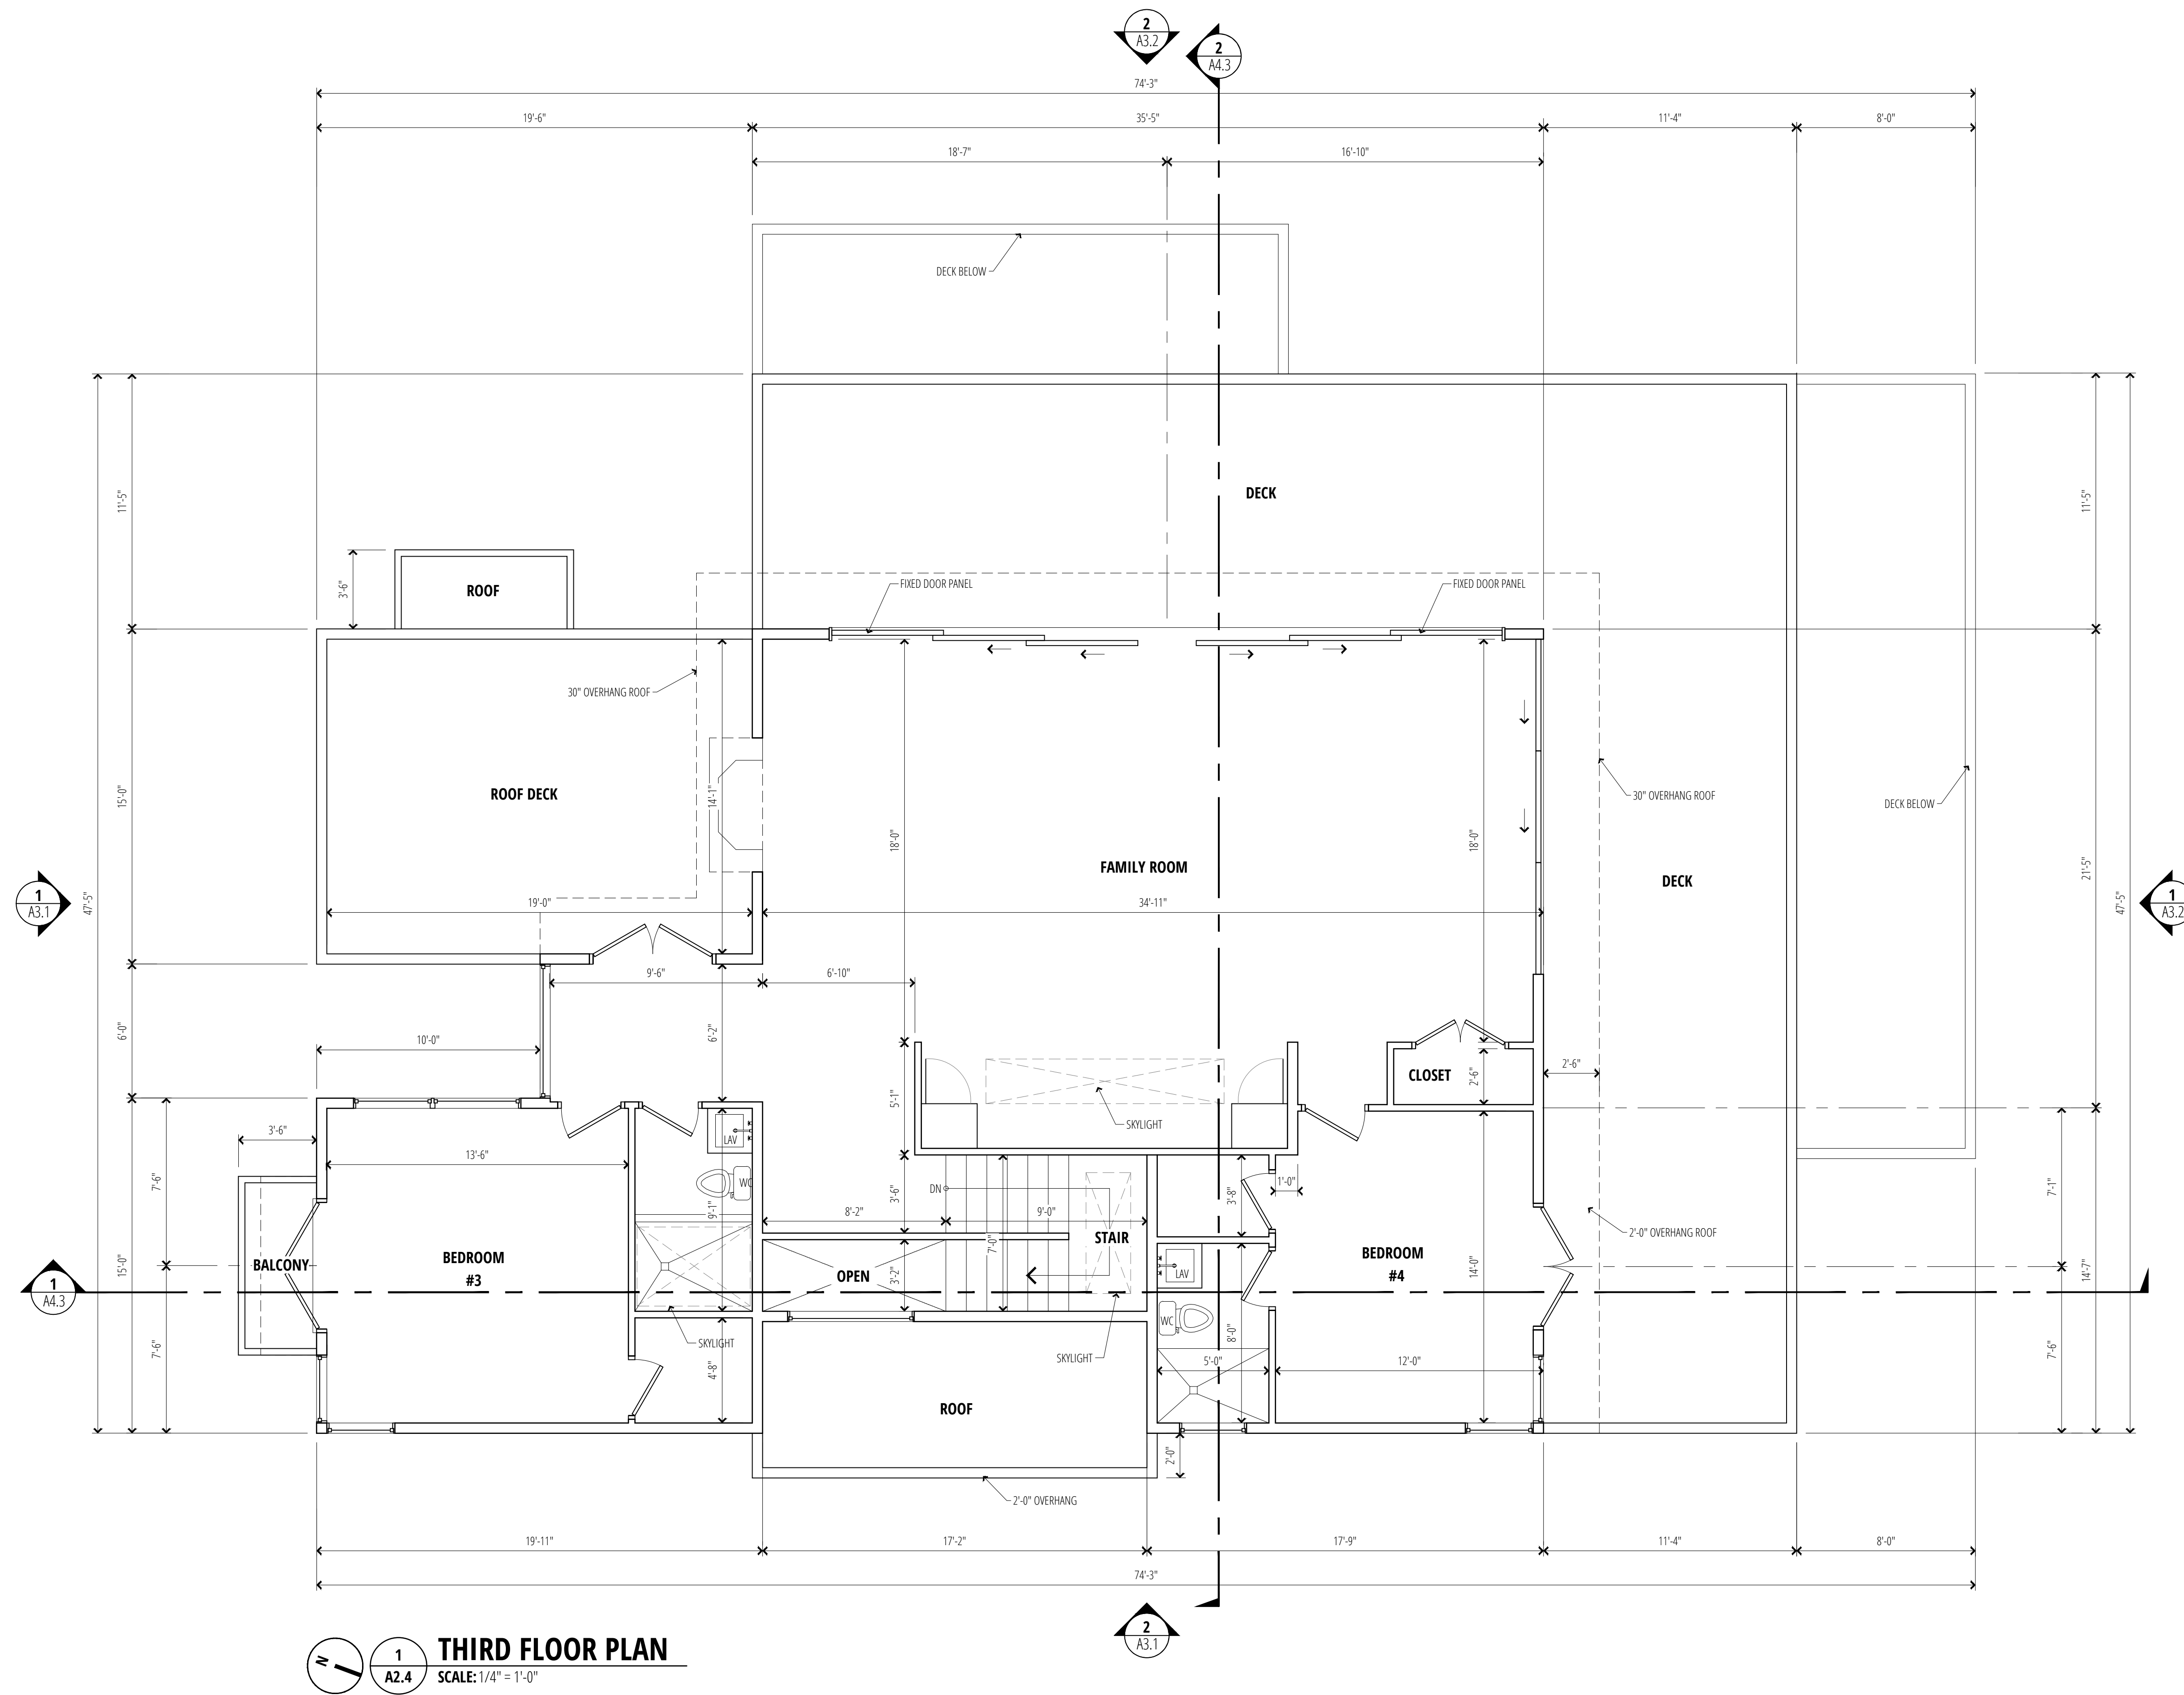 2
A3.2
2
A4.3
74'-3"
19'-6"
35'-5"
11'-4"
8'-0"
18'-7"
16'-10"
DECK BELOW
DECK
11'-5"
11'-5"
3'-6"
ROOF
FIXED DOOR PANEL
FIXED DOOR PANEL
30" OVERHANG ROOF
ROOF DECK
15'-0"
14'-1"
18'-0"
18'-0"
30" OVERHANG ROOF
DECK BELOW
FAMILY ROOM
DECK
21'-5"
1
A3.1
47'-5"
19'-0"
34'-11"
47'-5"
1
A3.2
9'-6"
6'-10"
6'-0"
10'-0"
6'-2"
5'-1"
CLOSET
2'-6"
2'-6"
SKYLIGHT
3'-6"
LAV
13'-6"
7'-6"
WC
DN
3'-6"
3'-8"
1'-0"
7'-1"
9'-1"
8'-2"
9'-0"
STAIR
7'-0"
2'-0" OVERHANG ROOF
BALCONY
BEDROOM
#3
OPEN
3'-2"
LAV
BEDROOM
#4
14'-0"
14'-7"
15'-0"
1
A4.3
WC
8'-0"
7'-6"
SKYLIGHT
4'-8"
SKYLIGHT
5'-0"
12'-0"
7'-6"
ROOF
2'-0"
2'-0" OVERHANG
19'-11"
17'-2"
17'-9"
11'-4"
8'-0"
74'-3"
2
A3.1
N
1
A2.4
THIRD FLOOR PLAN
SCALE: 1/4" = 1'-0"